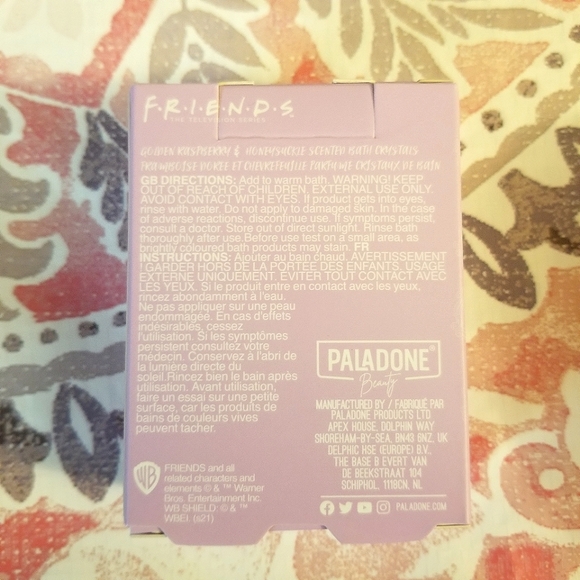 F·R·I·E·N·D·S
THE TELEVISION SERIES
GOLDEN RASPBERRY & HONEYSUCKLE SCENTED BATH CRYSTALS
FRAMBOISE DOREE ET CHEVREFEUILLE PARFUME CRISTAUX DE BAIN
GB DIRECTIONS: Add to warm bath, WARNING! KEEP
OUT OF REACH OF CHILDREN, EXTERNAL USE ONLY.
AVOID CONTACT WITH EYES. If product gets into eyes,
rinse with water. Do not apply to damaged skin. In the case
of adverse reactions, discontinue use. If symptoms persist,
consult a doctor. Store out of direct sunlight. Rinse bath
thoroughly after use Before use test on a small area, as
brightly coloured bath products may stain. FR
INSTRUCTIONS: Ajouter au bain chaud. AVERTISSEMENT
! GARDER HORS DE LA PORTÉE DES ENFANTS, USAGE
EXTERNE UNIQUEMENT. EVITER TOUT CONTACT AVEC
LES YEUX. Si le produit entre en contact avec les yeux,
rincez abondamment à l'eau.
Ne pas appliquer sur une peau
endommagée. En cas d'effets
indésirables, cessez
l'utilisation. Si les symptômes
persistent consultez votre
médecin. Conservez à l'abri de
la lumière directe du
soleil.Rincez bien le bain après
utilisation. Avant utilisation,
faire un essai sur une petite
surface, car les produits de
bains de couleurs vives
peuvent tacher.
PALADONE®
Beauty
MANUFACTURED BY / FABRIQUÉ PAR
PALADONE PRODUCTS LTD
APEX HOUSE, DOLPHIN WAY
SHOREHAM-BY-SEA, BN43 6NZ, UK
DELPHIC HSE (EUROPE) B.V.,
THE BASE B EVERT VAN
DE BEEKSTRAAT 104
SCHIPHOL, 1118CN, NL
PALADONE.COM
WB
FRIENDS and all
related characters and
elements © & ™ Warner
Bros. Entertainment Inc.
WB SHIELD: © & ™
WBEI. (s21)